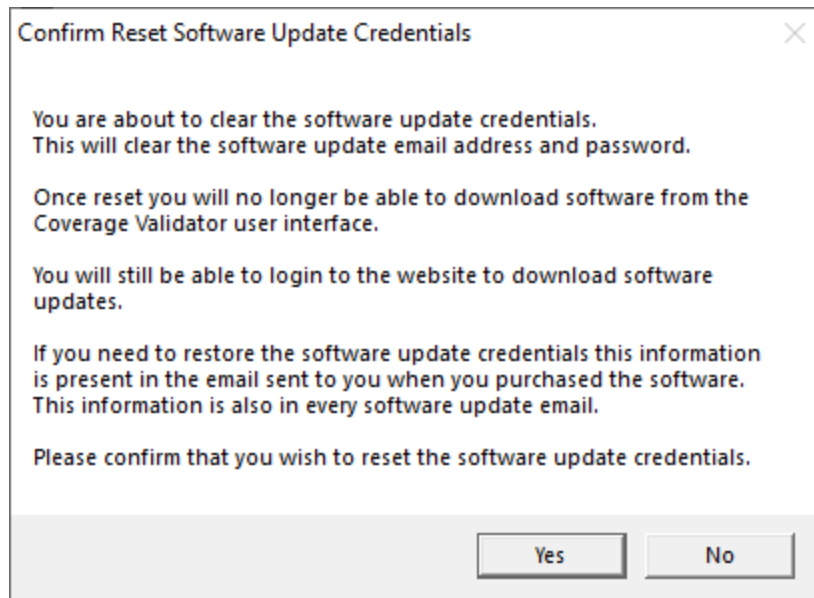 Confirm Reset Software Update Credentials
You are about to clear the software update credentials.
This will clear the software update email address and password.
Once reset you will no longer be able to download software from the
Coverage Validator user interface.
You will still be able to login to the website to download software
updates.
If you need to restore the software update credentials this information
is present in the email sent to you when you purchased the software.
This information is also in every software update email.
Please confirm that you wish to reset the software update credentials.
Yes No